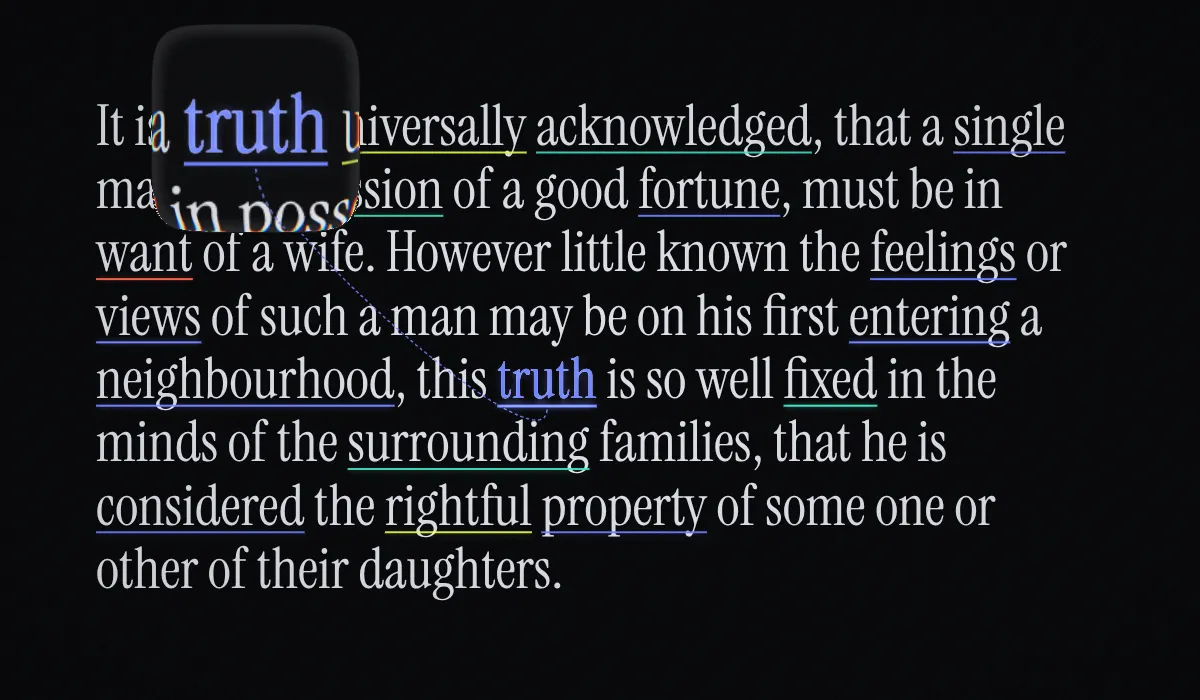 It is a truth universally acknowledged, that a single
man in possession of a good fortune, must be in
want of a wife. However little known the feelings or
views of such a man may be on his first entering a
neighbourhood, this truth is so well fixed in the
minds of the surrounding families, that he is
considered the rightful property of some one or
other of their daughters.